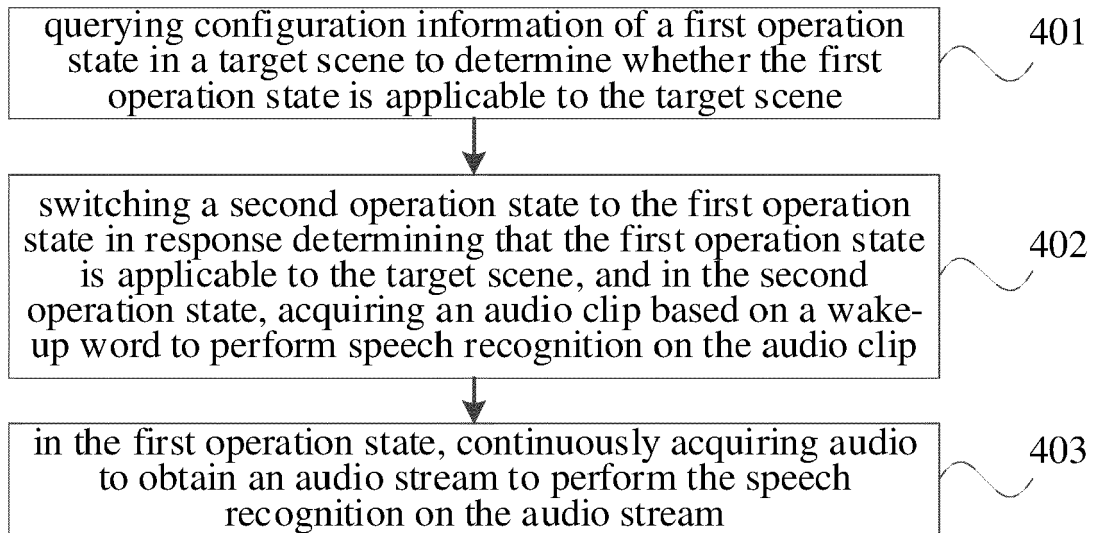 querying configuration information of a first operation
state in a target scene to determine whether the first
operation state is applicable to the target scene
401
switching a second operation state to the first operation
state in response determining that the first operation state
is applicable to the target scene, and in the second
operation state, acquiring an audio clip based on a wake-
up word to perform speech recognition on the audio clip
402
in the first operation state, continuously acquiring audio
to obtain an audio stream to perform the speech
recognition on the audio stream
403